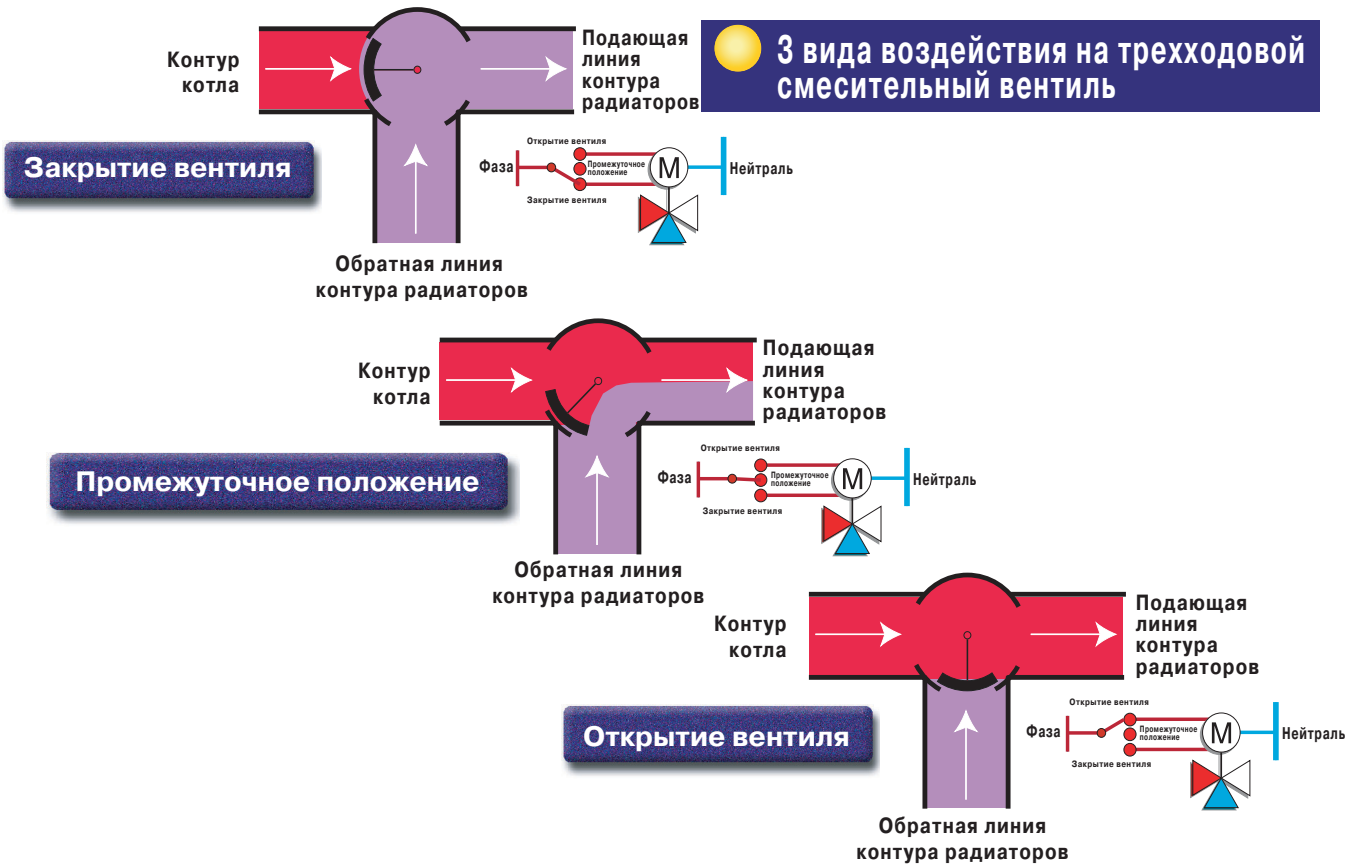 3 вида воздействия на трехходовой
смесительный вентиль
Контур
котла
Подающая
линия
контура
радиаторов
Закрытие вентиля
Открытие вентиля
Фаза
Промежуточное
положение
М
Нейтраль
Закрытие вентиля
Обратная линия
контура радиаторов
Контур
котла
Подающая
линия
контура
радиаторов
Промежуточное положение
Открытие вентиля
Фаза
Промежуточное
положение
М
Нейтраль
Закрытие вентиля
Обратная линия
контура радиаторов
Контур
котла
Подающая
линия
контура
радиаторов
Открытие вентиля
Открытие вентиля
Фаза
Промежуточное
положение
М
Нейтраль
Закрытие вентиля
Обратная линия
контура радиаторов